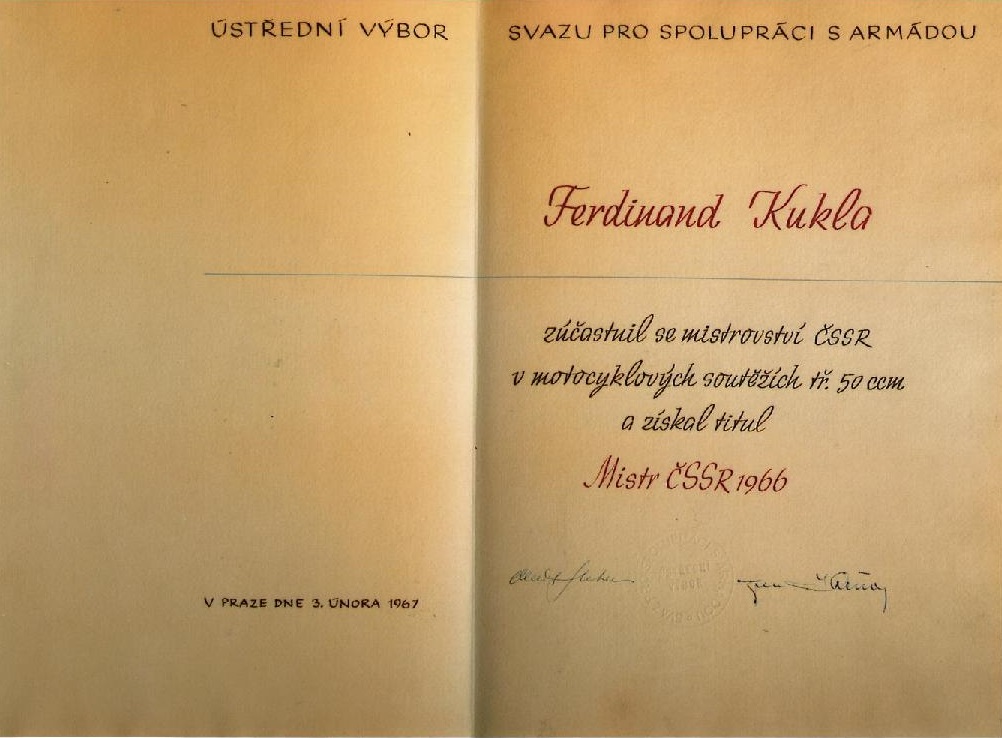 ÚSTŘEDNÍ VÝBOR SVAZU PRO SPOLUPRÁCI S ARMÁDOU
Ferdinand Kukla
zúčastnil se mistrovství ČSSR
v motocyklových soutěžích tř. 50 ccm
a získal titul
Mistr ČSSR 1966
V PRAZE DNE 3. ÚNORA 1967